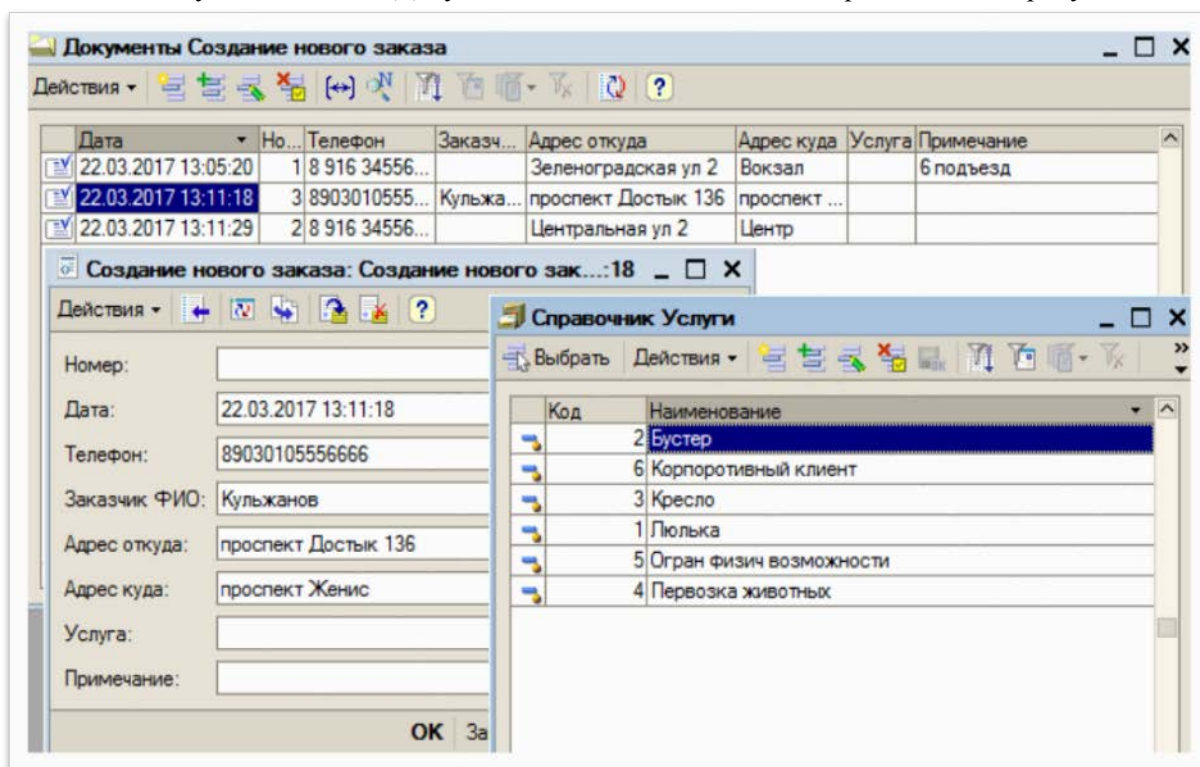 Документы Создание нового заказа
Действия
Дата Но... Телефон Заказч... Адрес откуда Адрес куда Услуга Примечание
22.03.2017 13:05:20 1 8 916 34556... Зеленоградская ул 2 Вокзал 6 подъезд
22.03.2017 13:11:18 3 8903010555... Кульжа... проспект Достык 136 проспект ...
22.03.2017 13:11:29 2 8 916 34556... Центральная ул 2 Центр
Создание нового заказа: Создание нового зак...:18
Действия
Номер:
Дата: 22.03.2017 13:11:18
Телефон: 89030105556666
Заказчик ФИО: Кульжанов
Адрес откуда: проспект Достык 136
Адрес куда: проспект Женис
Услуга:
Примечание:
OK За
Справочник Услуги
Выбрать Действия
Код Наименование
2 Бустер
6 Корпоротивный клиент
3 Кресло
1 Люлька
5 Огран физич возможности
4 Первозка животных